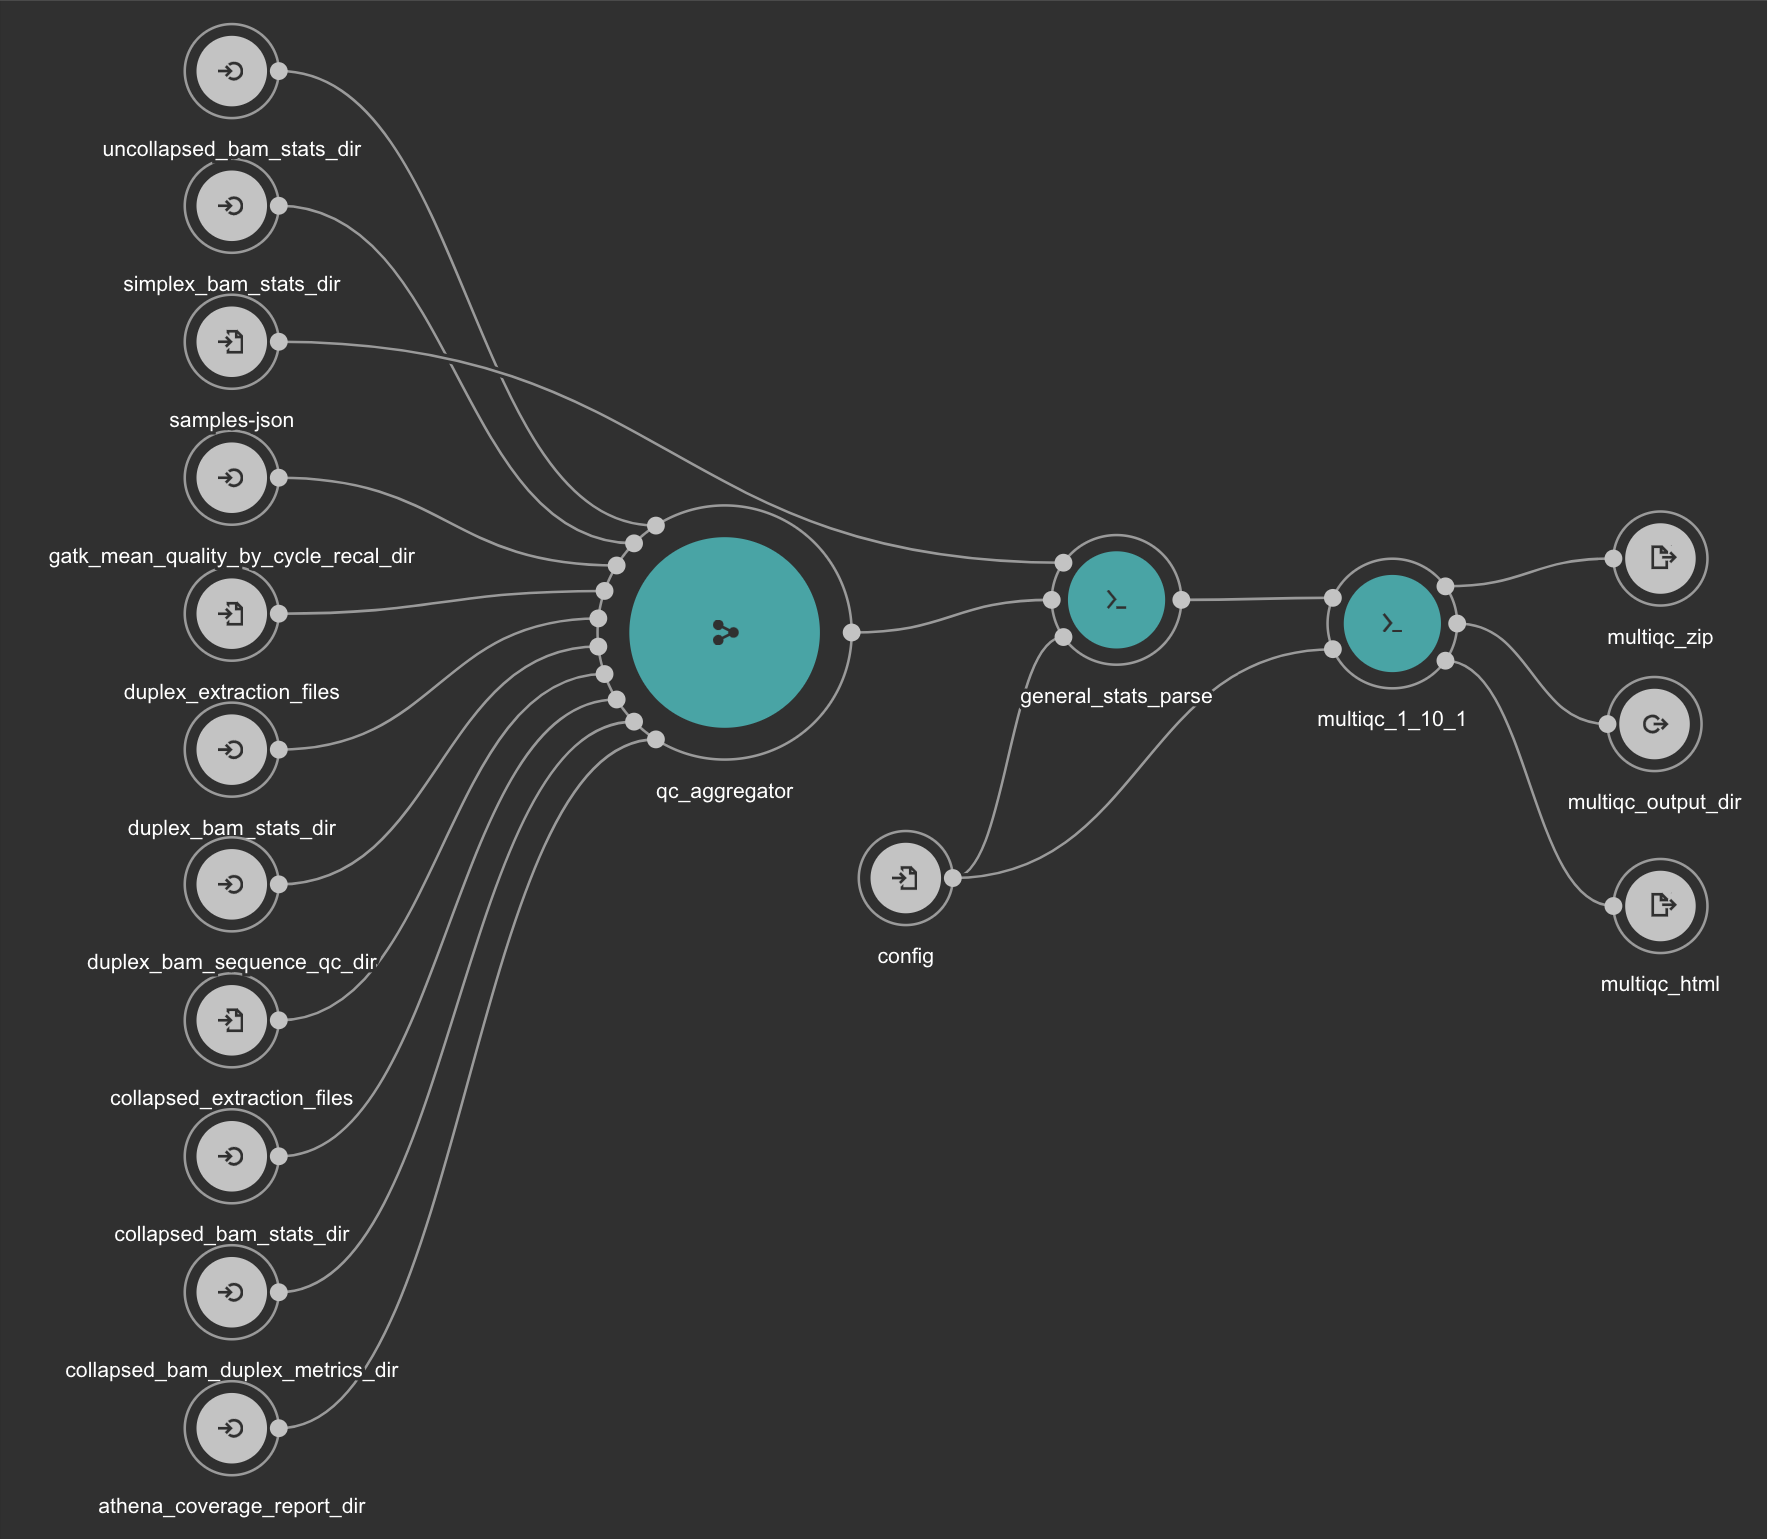 uncollapsed_bam_stats_dir
simplex_bam_stats_dir
samples-json
gatk_mean_quality_by_cycle_recal_dir
duplex_extraction_files
duplex_bam_stats_dir
duplex_bam_sequence_qc_dir
collapsed_extraction_files
collapsed_bam_stats_dir
collapsed_bam_duplex_metrics_dir
athena_coverage_report_dir
qc_aggregator
config
general_stats_parse
multiqc_1_10_1
multiqc_zip
multiqc_output_dir
multiqc_html